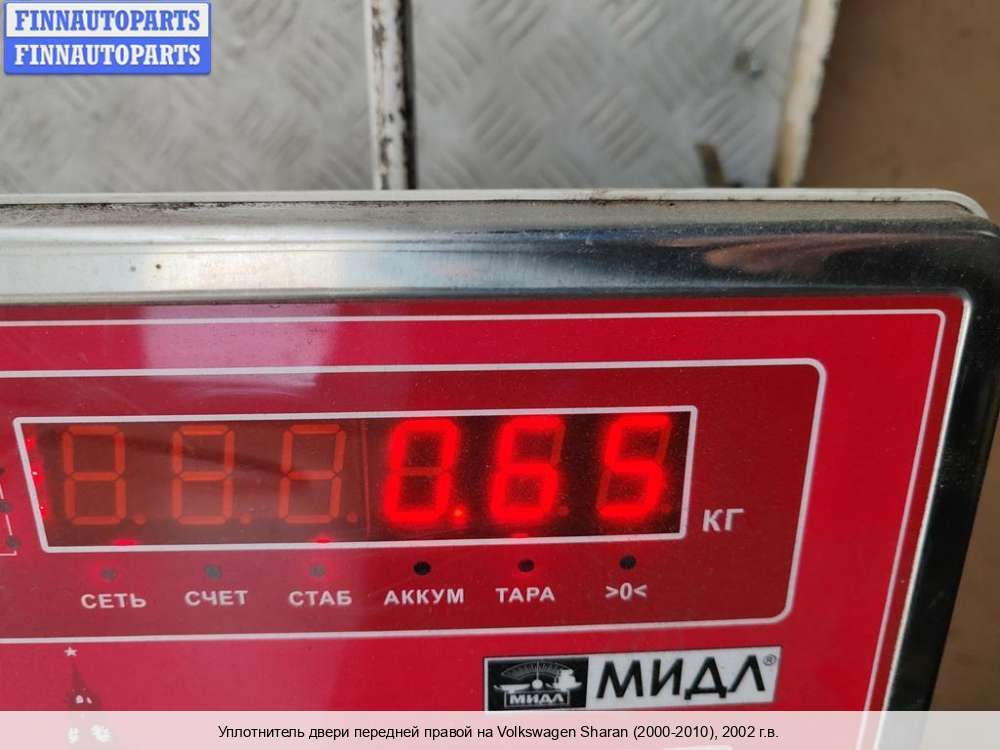 FINNAUTOPARTS
FINNAUTOPARTS
0.65
КГ
СЕТЬ СЧЕТ СТАБ АККУМ ТАРА >0<
МИДЛ МИДЛ®
Уплотнитель двери передней правой на Volkswagen Sharan (2000-2010), 2002 г.в.